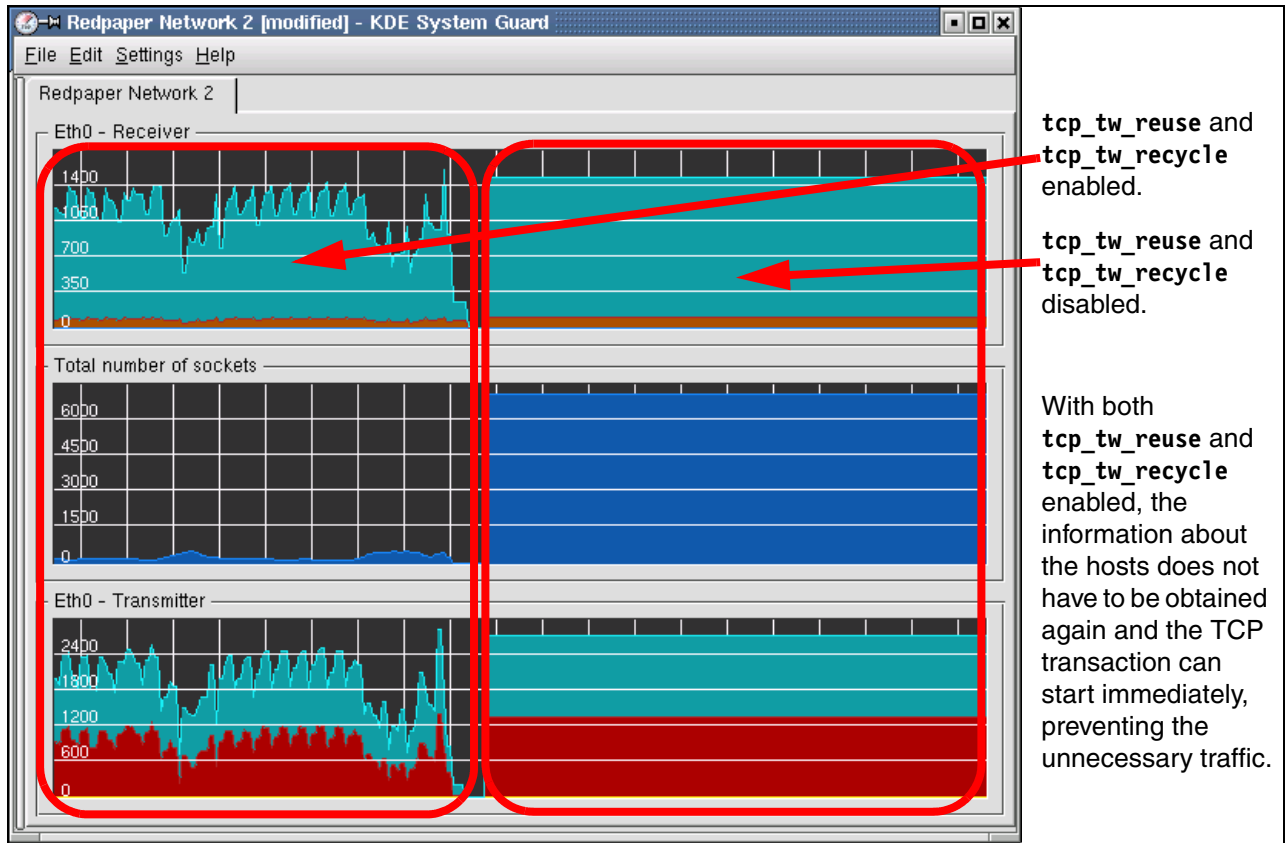 Redpaper Network 2 [modified] - KDE System Guard
File Edit Settings Help
Redpaper Network 2
Eth0 - Receiver
1400
1050
700
350
0
Total number of sockets
6000
4500
3000
1500
0
Eth0 - Transmitter
2400
1800
1200
600
0
tcp_tw_reuse and
tcp_tw_recycle
enabled.
tcp_tw_reuse and
tcp_tw_recycle
disabled.
With both
tcp_tw_reuse and
tcp_tw_recycle
enabled, the
information about
the hosts does not
have to be obtained
again and the TCP
transaction can
start immediately,
preventing the
unnecessary traffic.